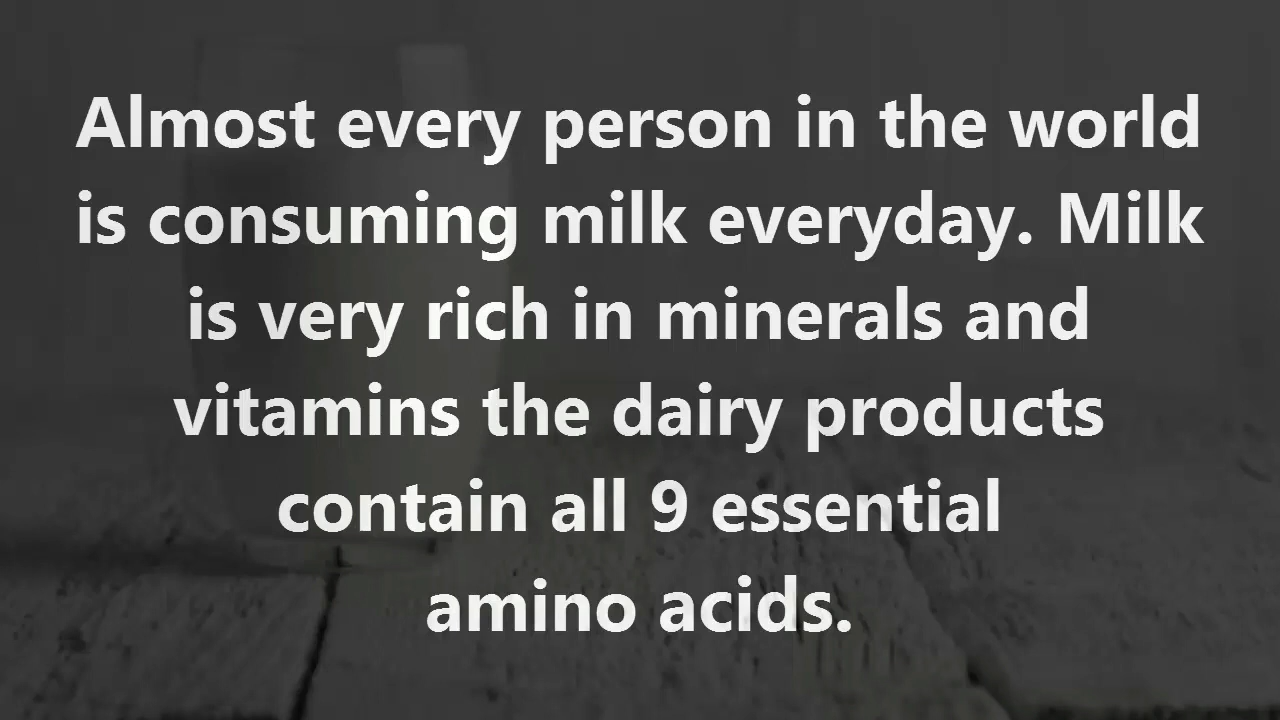 Almost every person in the world
is consuming milk everyday. Milk
is very rich in minerals and
vitamins the dairy products
contain all 9 essential
amino acids.